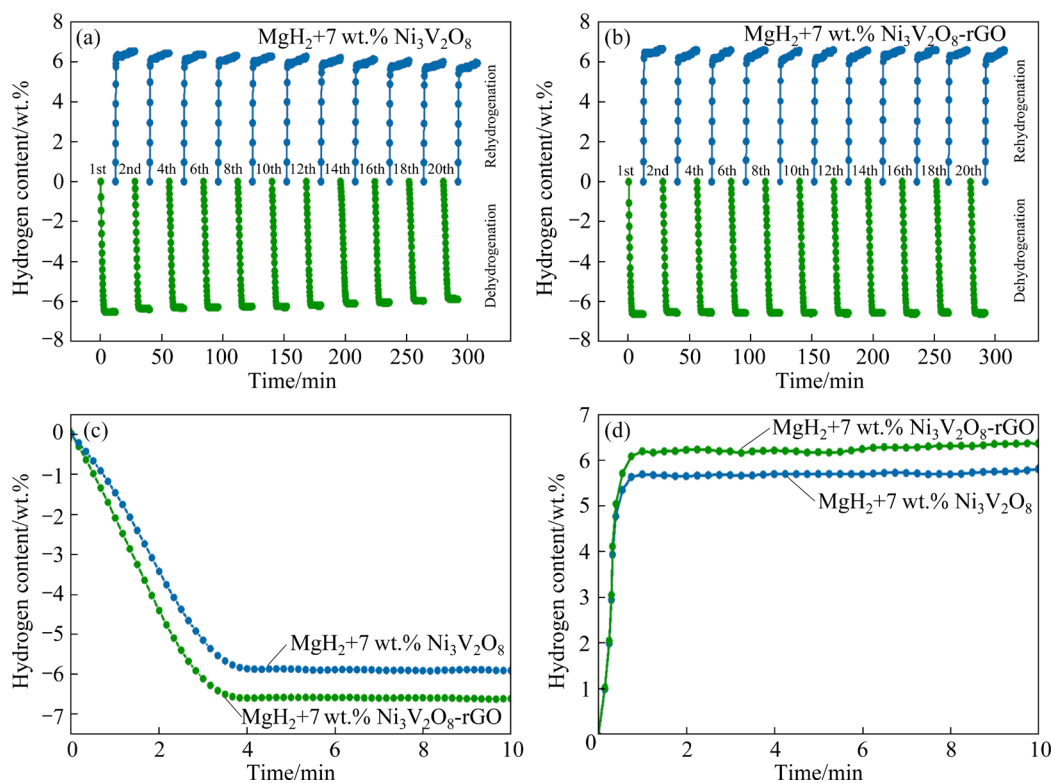 (a)
MgH₂+7 wt.% Ni₃V₂O₈
8
6
4
2
0
−2
−4
−6
−8
Hydrogen content/wt.%
1st 2nd 4th 6th 8th 10th 12th 14th 16th 18th 20th
Rehydrogenation
Dehydrogenation
0 50 100 150 200 250 300
Time/min
(b)
MgH₂+7 wt.% Ni₃V₂O₈-rGO
8
6
4
2
0
−2
−4
−6
−8
Hydrogen content/wt.%
1st 2nd 4th 6th 8th 10th 12th 14th 16th 18th 20th
Rehydrogenation
Dehydrogenation
0 50 100 150 200 250 300
Time/min
(c)
0
−1
−2
−3
−4
−5
−6
−7
Hydrogen content/wt.%
MgH₂+7 wt.% Ni₃V₂O₈
MgH₂+7 wt.% Ni₃V₂O₈-rGO
0 2 4 6 8 10
Time/min
(d)
7
6
5
4
3
2
1
0
Hydrogen content/wt.%
MgH₂+7 wt.% Ni₃V₂O₈-rGO
MgH₂+7 wt.% Ni₃V₂O₈
2 4 6 8 10
Time/min